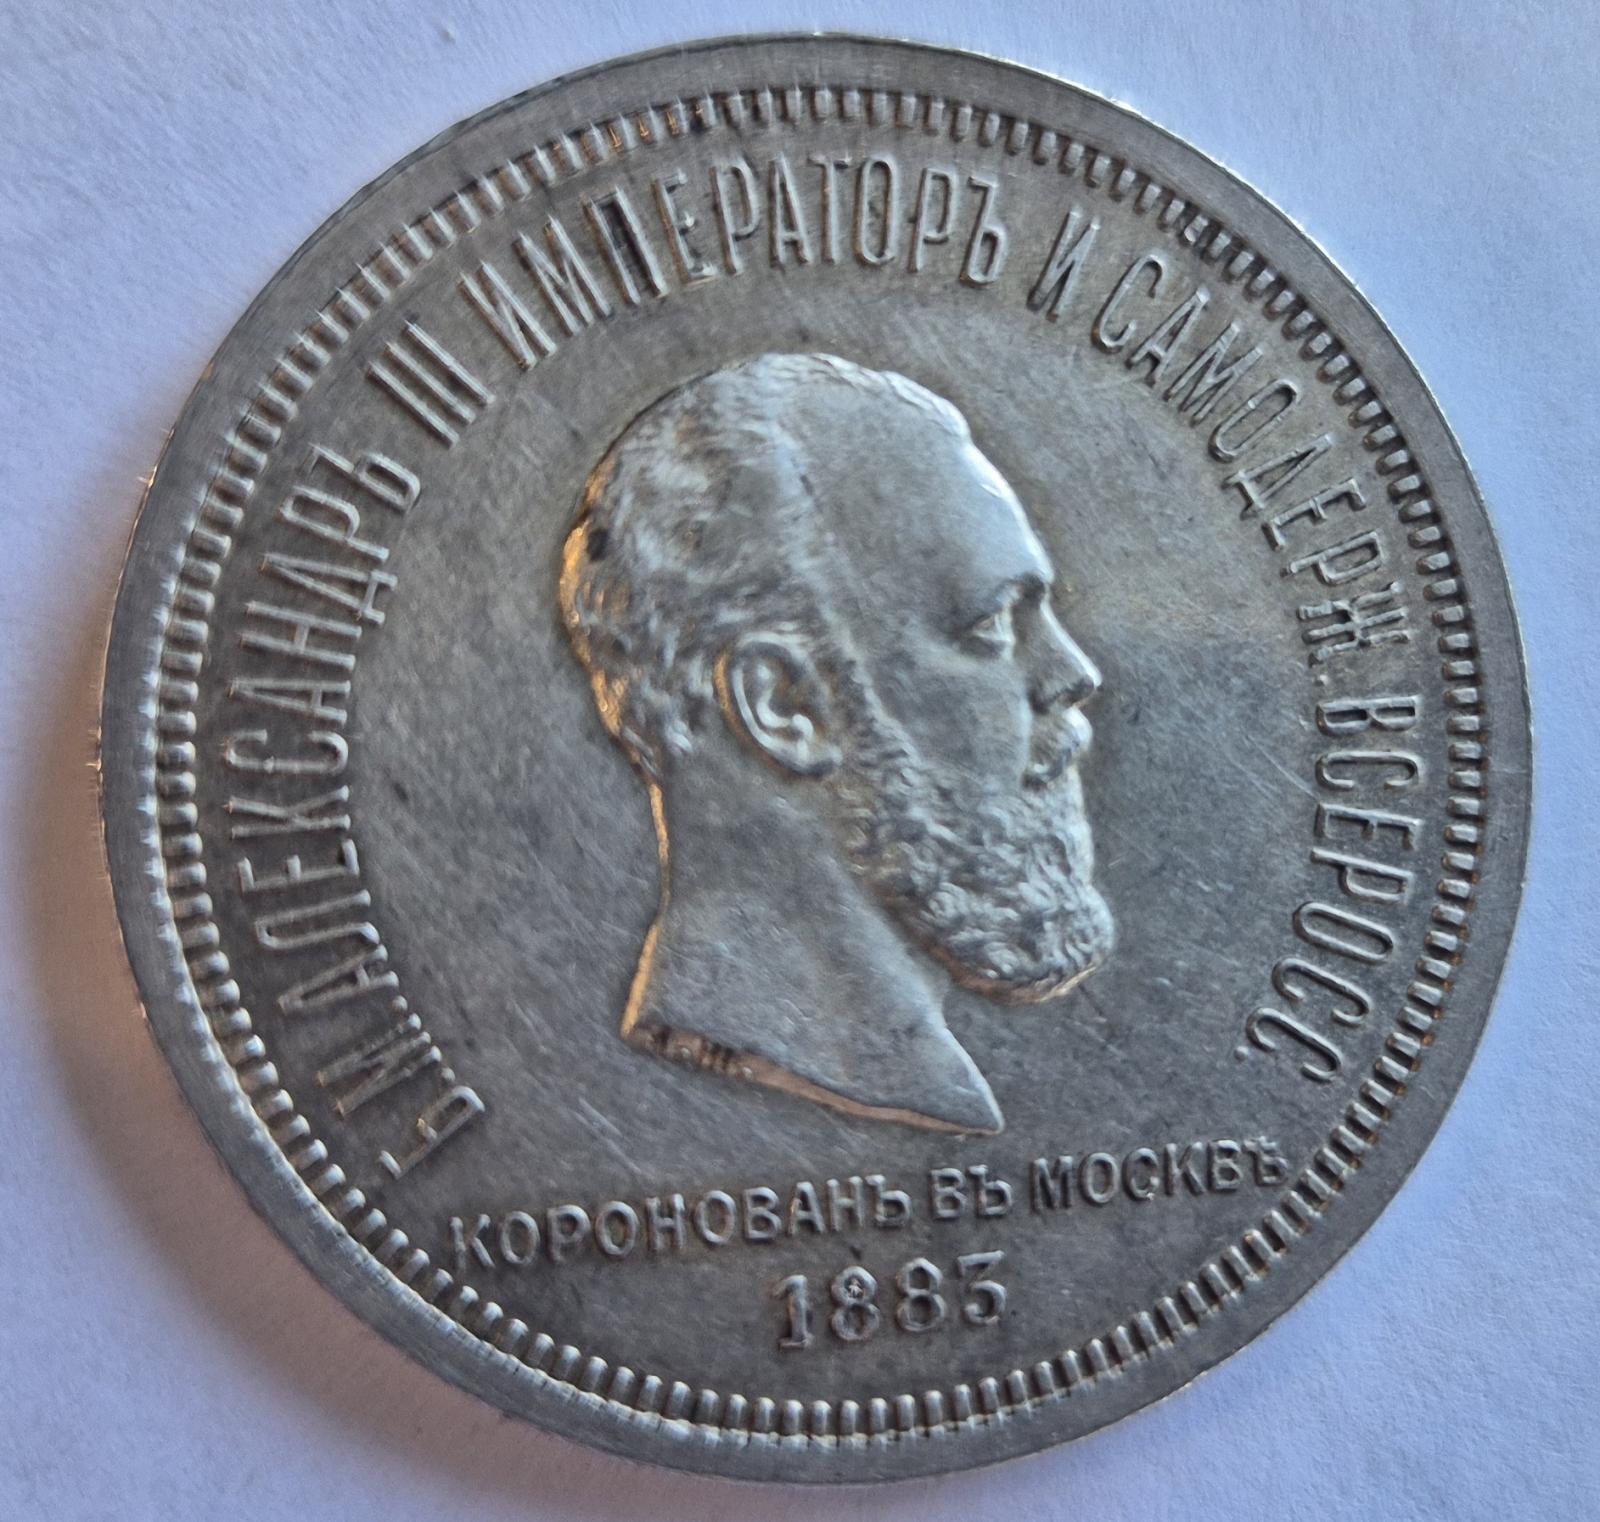 Б.М.АЛЕКСАНДРЪ III ИМПЕРАТОРЪ И САМОДЕРЖ.ВСЕРОСС.
КОРОНОВАНЪ ВЪ МОСКВѢ
1883